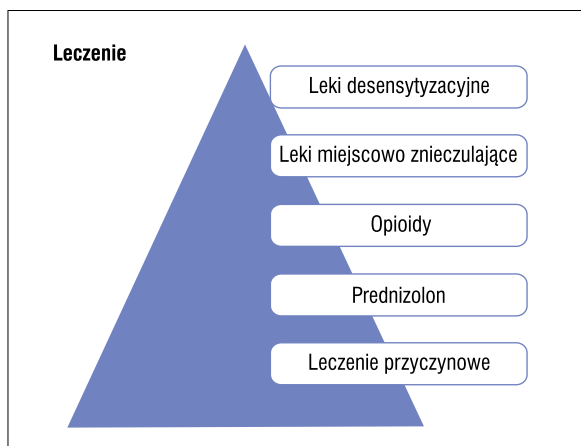 Leczenie
Leki desensytyzacyjne
Leki miejscowo znieczulające
Opioidy
Prednizolon
Leczenie przyczynowe